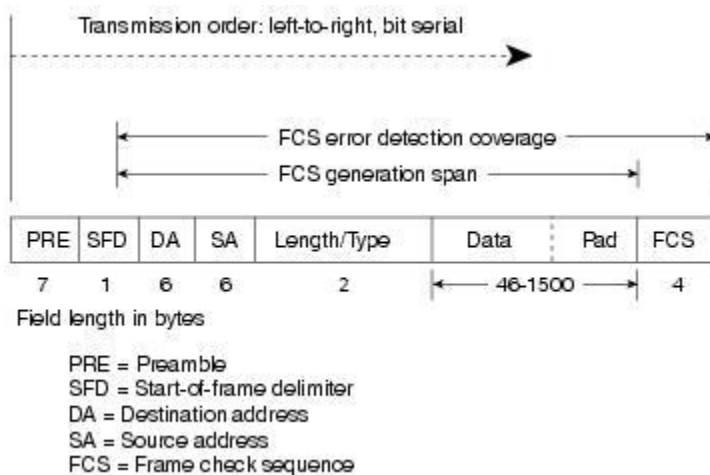 Transmission order: left-to-right, bit serial
FCS error detection coverage
FCS generation span
PRE SFD DA SA Length/Type Data Pad FCS
7 1 6 6 2 46-1500 4
Field length in bytes
PRE = Preamble
SFD = Start-of-frame delimiter
DA = Destination address
SA = Source address
FCS = Frame check sequence